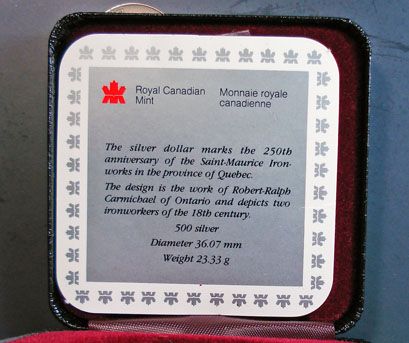 Royal Canadian Mint
Monnaie royale canadienne
The silver dollar marks the 250th
anniversary of the Saint-Maurice Iron-
works in the province of Quebec.
The design is the work of Robert-Ralph
Carmichael of Ontario and depicts two
ironworkers of the 18th century.
500 silver
Diameter 36.07 mm
Weight 23.33 g